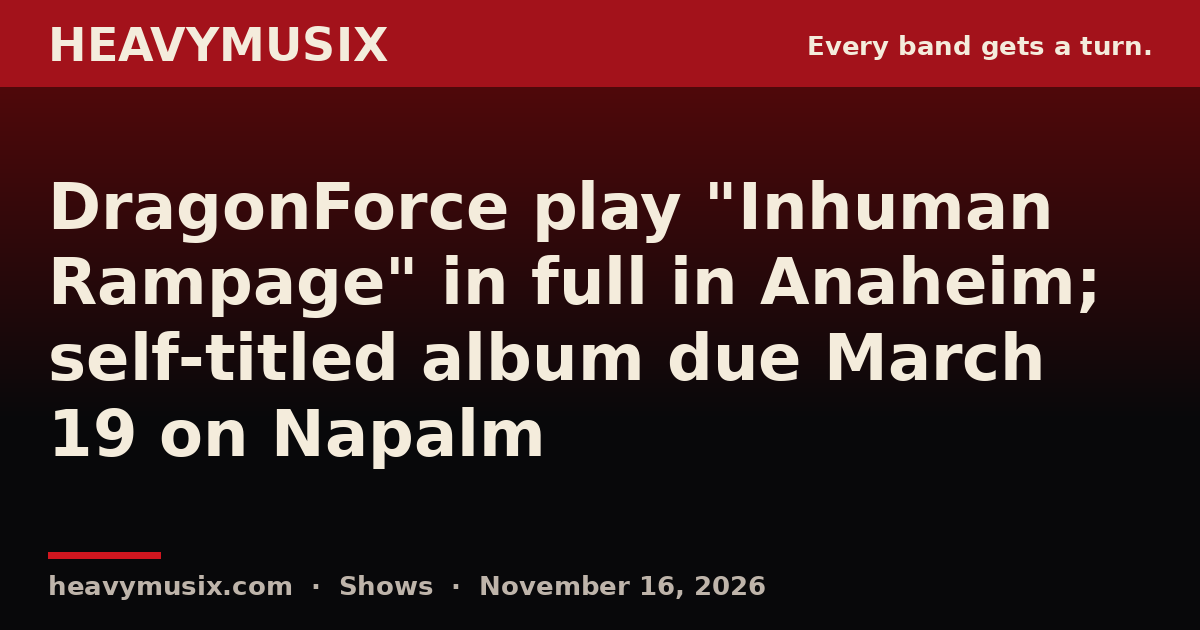 HEAVYMUSIX
Every band gets a turn.
DragonForce play "Inhuman
Rampage" in full in Anaheim;
self-titled album due March
19 on Napalm
heavymusix.com · Shows · November 16, 2026